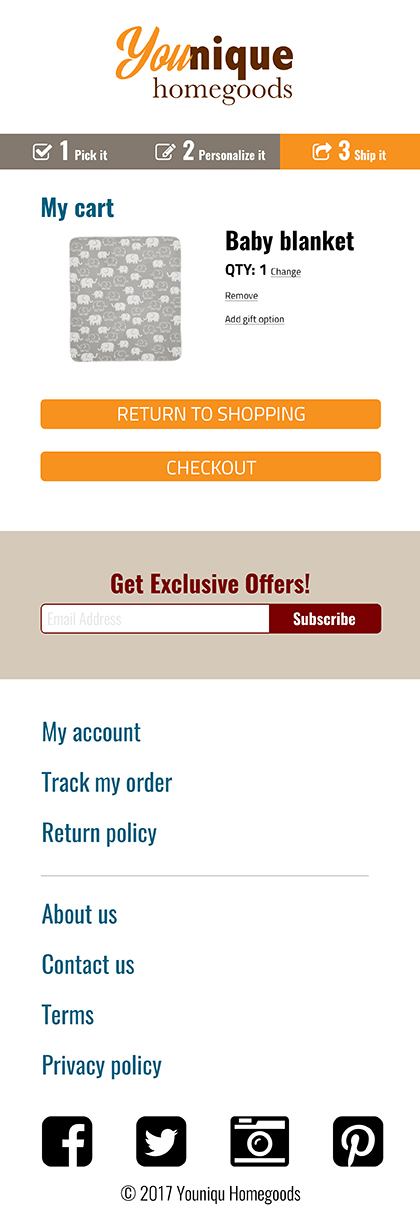 Younique
homegoods
1 Pick it 2 Personalize it 3 Ship it
My cart
Baby blanket
QTY: 1 Change
Remove
Add gift option
RETURN TO SHOPPING
CHECKOUT
Get Exclusive Offers!
Email Address Subscribe
My account
Track my order
Return policy
About us
Contact us
Terms
Privacy policy
© 2017 Youniqu Homegoods